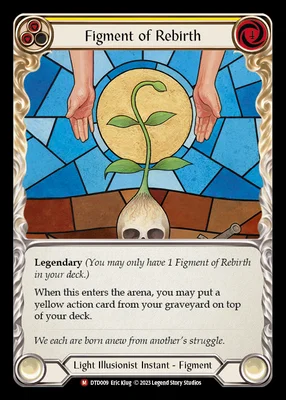 Figment of Rebirth
Legendary (You may only have 1 Figment of Rebirth
in your deck.)
When this enters the arena, you may put a
yellow action card from your graveyard on top
of your deck.
We each are born anew from another's struggle.
Light Illusionist Instant - Figment
M DTD009 Eric Klug © 2023 Legend Story Studios